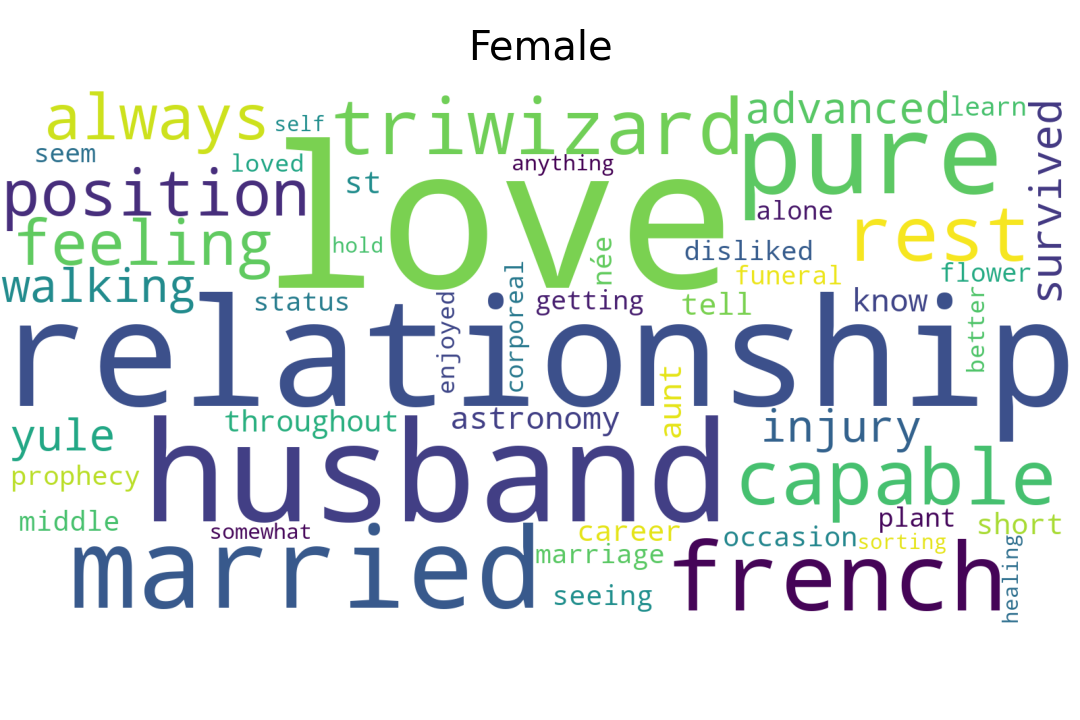 Female
always
self
triwizard
advanced
learn
seem
loved
anything
pure
survived
position
st
love
alone
rest
feeling
hold
née
disliked
funeral
flower
walking
status
enjoyed
corporeal
getting
tell
know
better
relationship
yule
throughout
astronomy
aunt
injury
prophecy
husband
capable
middle
somewhat
career
occasion
plant
sorting
short
married
marriage
french
seeing
healing